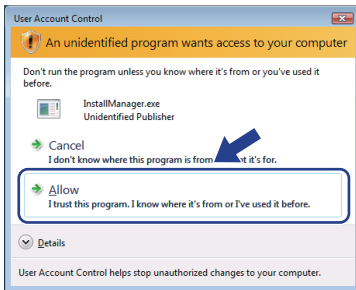 User Account Control
An unidentified program wants access to your computer
Don't run the program unless you know where it's from or you've used it
before.
InstallManager.exe
Unidentified Publisher
Cancel
I don't know where this program is from it's for.
Allow
I trust this program. I know where it's from or I've used it before.
Details
User Account Control helps stop unauthorized changes to your computer.